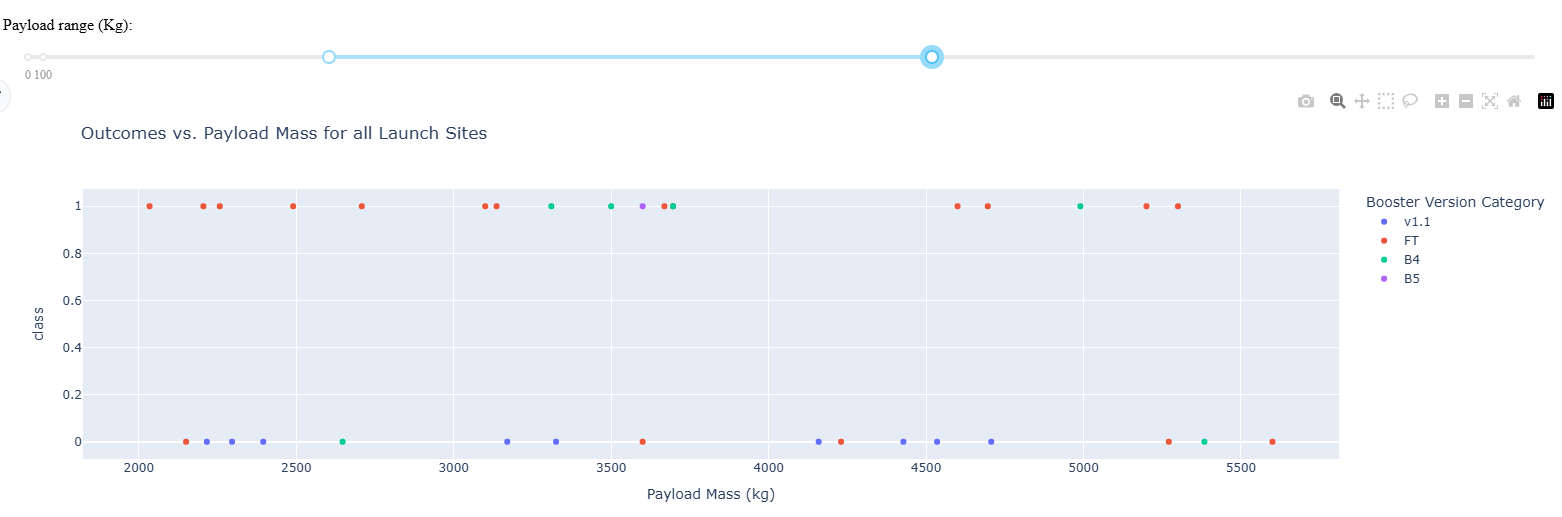 Payload range (Kg):
0 100
Outcomes vs. Payload Mass for all Launch Sites
1
0.8
0.6
0.4
0.2
0
class
2000 2500 3000 3500 4000 4500 5000 5500
Payload Mass (kg)
Booster Version Category
v1.1
FT
B4
B5